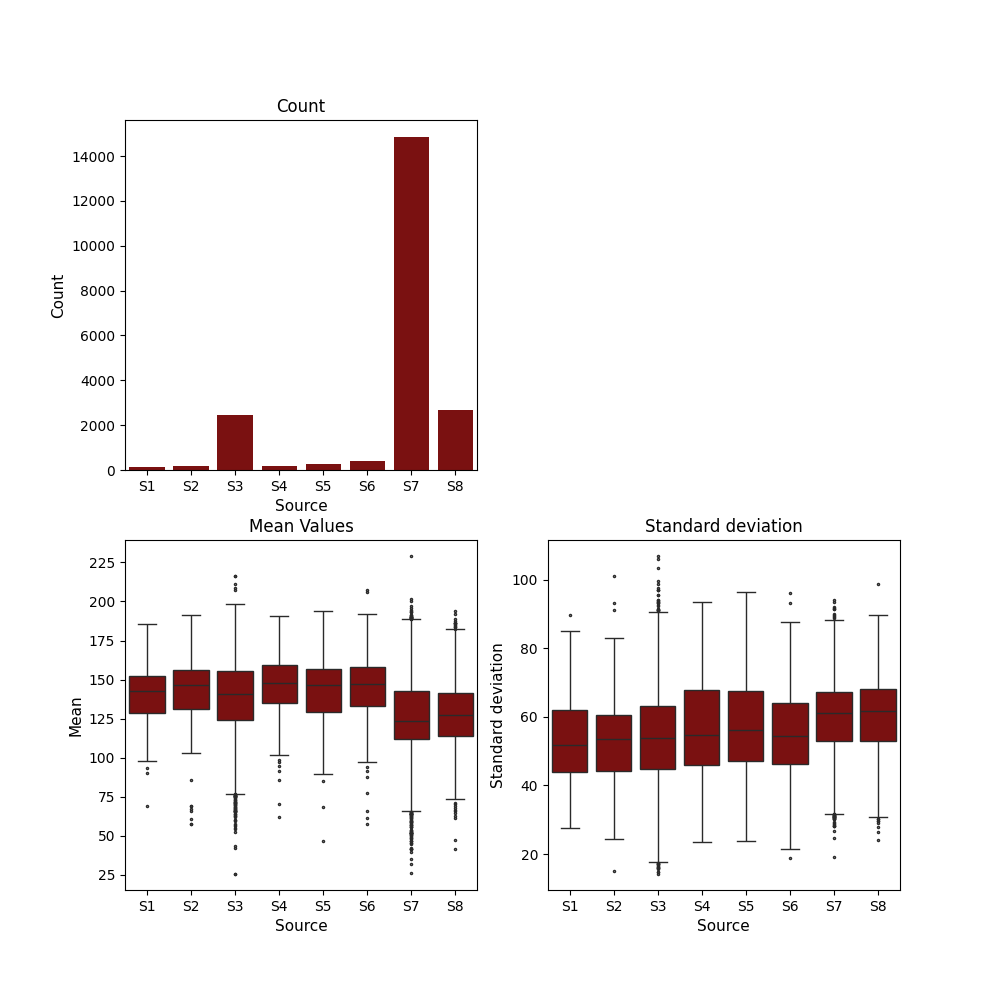 Count
Count
14000
12000
10000
8000
6000
4000
2000
0
S1 S2 S3 S4 S5 S6 S7 S8
Source
Mean Values
Mean
225
200
175
150
125
100
75
50
25
S1 S2 S3 S4 S5 S6 S7 S8
Source
Standard deviation
Standard deviation
100
80
60
40
20
S1 S2 S3 S4 S5 S6 S7 S8
Source